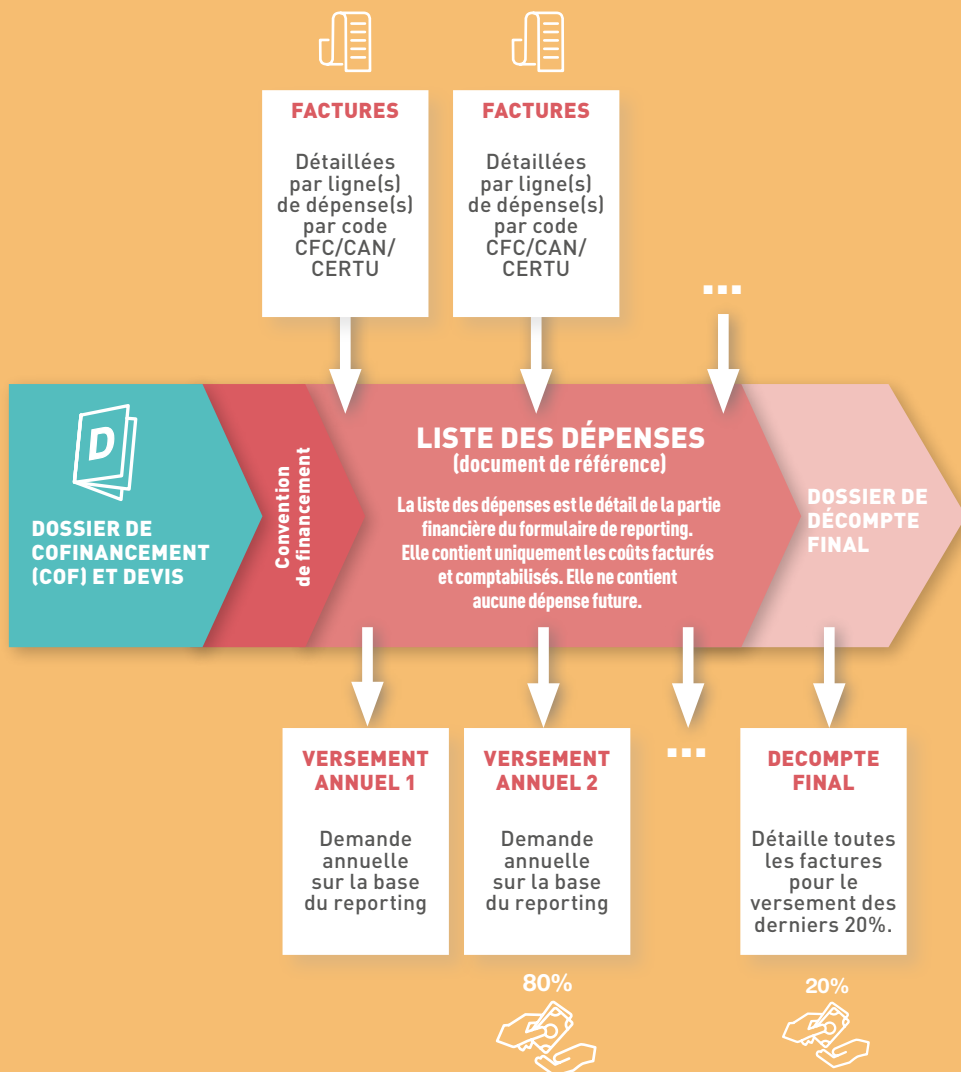 FACTURES
Détaillées
par ligne(s)
de dépense(s)
par code
CFC/CAN/
CERTU
FACTURES
Détaillées
par ligne(s)
de dépense(s)
par code
CFC/CAN/
CERTU
...
D
DOSSIER DE
COFINANCEMENT
(COF) ET DEVIS
Convention
de financement
LISTE DES DÉPENSES
(document de référence)
La liste des dépenses est le détail de la partie
financière du formulaire de reporting.
Elle contient uniquement les coûts facturés
et comptabilisés. Elle ne contient
aucune dépense future.
DOSSIER DE
DÉCOMPTE
FINAL
VERSEMENT
ANNUEL 1
Demande
annuelle
sur la base
du reporting
VERSEMENT
ANNUEL 2
Demande
annuelle
sur la base
du reporting
80%
...
DECOMPTE
FINAL
Détaille toutes
les factures
pour le
versement des
derniers 20%.
20%